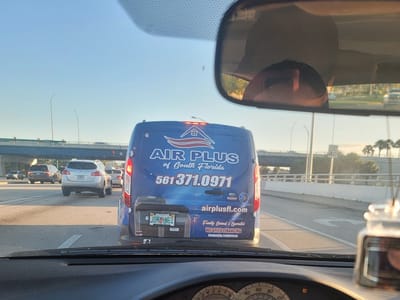 AIR PLUS
of South Florida
561 371.0971
airplusfl.com
Family Owned & Operated